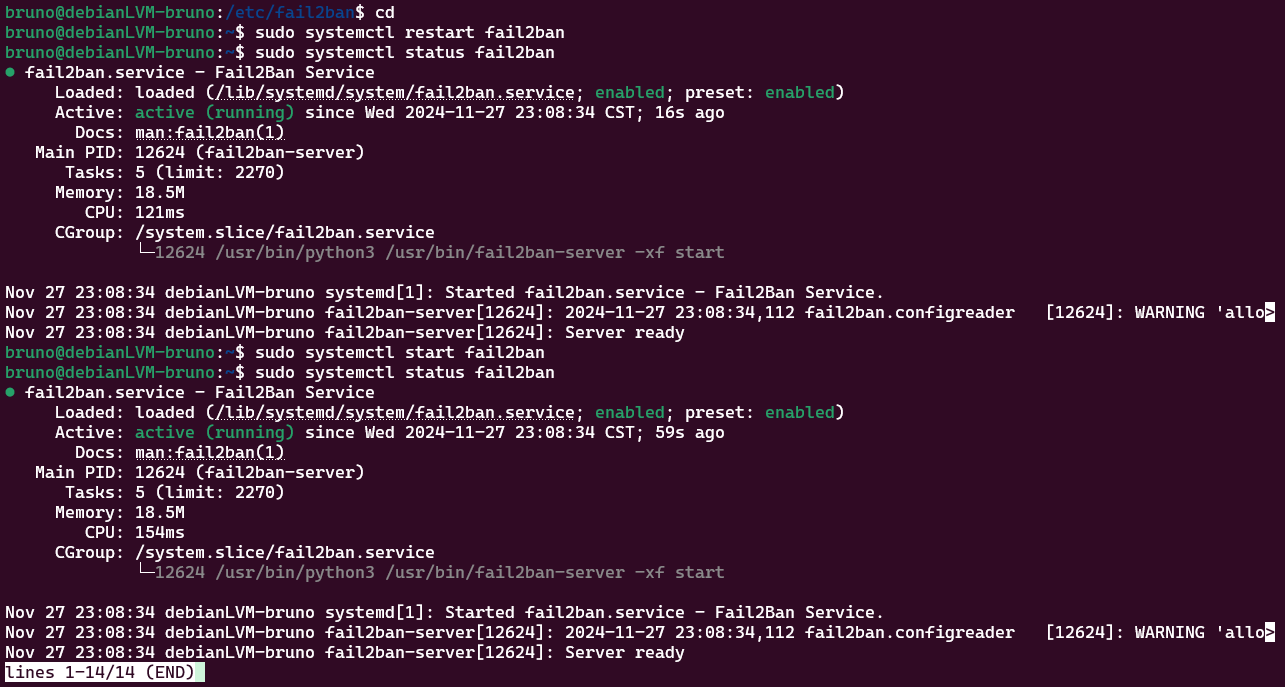 bruno@debianLVM-bruno:/etc/fail2ban$ cd
bruno@debianLVM-bruno:~$ sudo systemctl restart fail2ban
bruno@debianLVM-bruno:~$ sudo systemctl status fail2ban
● fail2ban.service - Fail2Ban Service
     Loaded: loaded (/lib/systemd/system/fail2ban.service; enabled; preset: enabled)
     Active: active (running) since Wed 2024-11-27 23:08:34 CST; 16s ago
       Docs: man:fail2ban(1)
   Main PID: 12624 (fail2ban-server)
      Tasks: 5 (limit: 2270)
     Memory: 18.5M
        CPU: 121ms
     CGroup: /system.slice/fail2ban.service
             └─12624 /usr/bin/python3 /usr/bin/fail2ban-server -xf start

Nov 27 23:08:34 debianLVM-bruno systemd[1]: Started fail2ban.service - Fail2Ban Service.
Nov 27 23:08:34 debianLVM-bruno fail2ban-server[12624]: 2024-11-27 23:08:34,112 fail2ban.configreader   [12624]: WARNING 'allo>
Nov 27 23:08:34 debianLVM-bruno fail2ban-server[12624]: Server ready
bruno@debianLVM-bruno:~$ sudo systemctl start fail2ban
bruno@debianLVM-bruno:~$ sudo systemctl status fail2ban
● fail2ban.service - Fail2Ban Service
     Loaded: loaded (/lib/systemd/system/fail2ban.service; enabled; preset: enabled)
     Active: active (running) since Wed 2024-11-27 23:08:34 CST; 59s ago
       Docs: man:fail2ban(1)
   Main PID: 12624 (fail2ban-server)
      Tasks: 5 (limit: 2270)
     Memory: 18.5M
        CPU: 154ms
     CGroup: /system.slice/fail2ban.service
             └─12624 /usr/bin/python3 /usr/bin/fail2ban-server -xf start

Nov 27 23:08:34 debianLVM-bruno systemd[1]: Started fail2ban.service - Fail2Ban Service.
Nov 27 23:08:34 debianLVM-bruno fail2ban-server[12624]: 2024-11-27 23:08:34,112 fail2ban.configreader   [12624]: WARNING 'allo>
Nov 27 23:08:34 debianLVM-bruno fail2ban-server[12624]: Server ready
lines 1-14/14 (END)